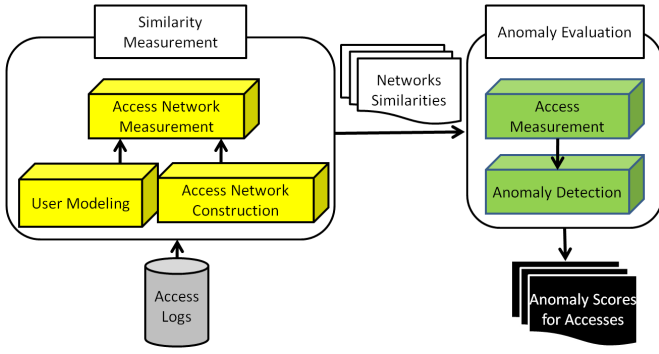 Similarity
Measurement
Anomaly Evaluation
Networks
Similarities
Access Network
Measurement
Access
Measurement
User Modeling
Access Network
Construction
Anomaly Detection
Access
Logs
Anomaly Scores
for Accesses